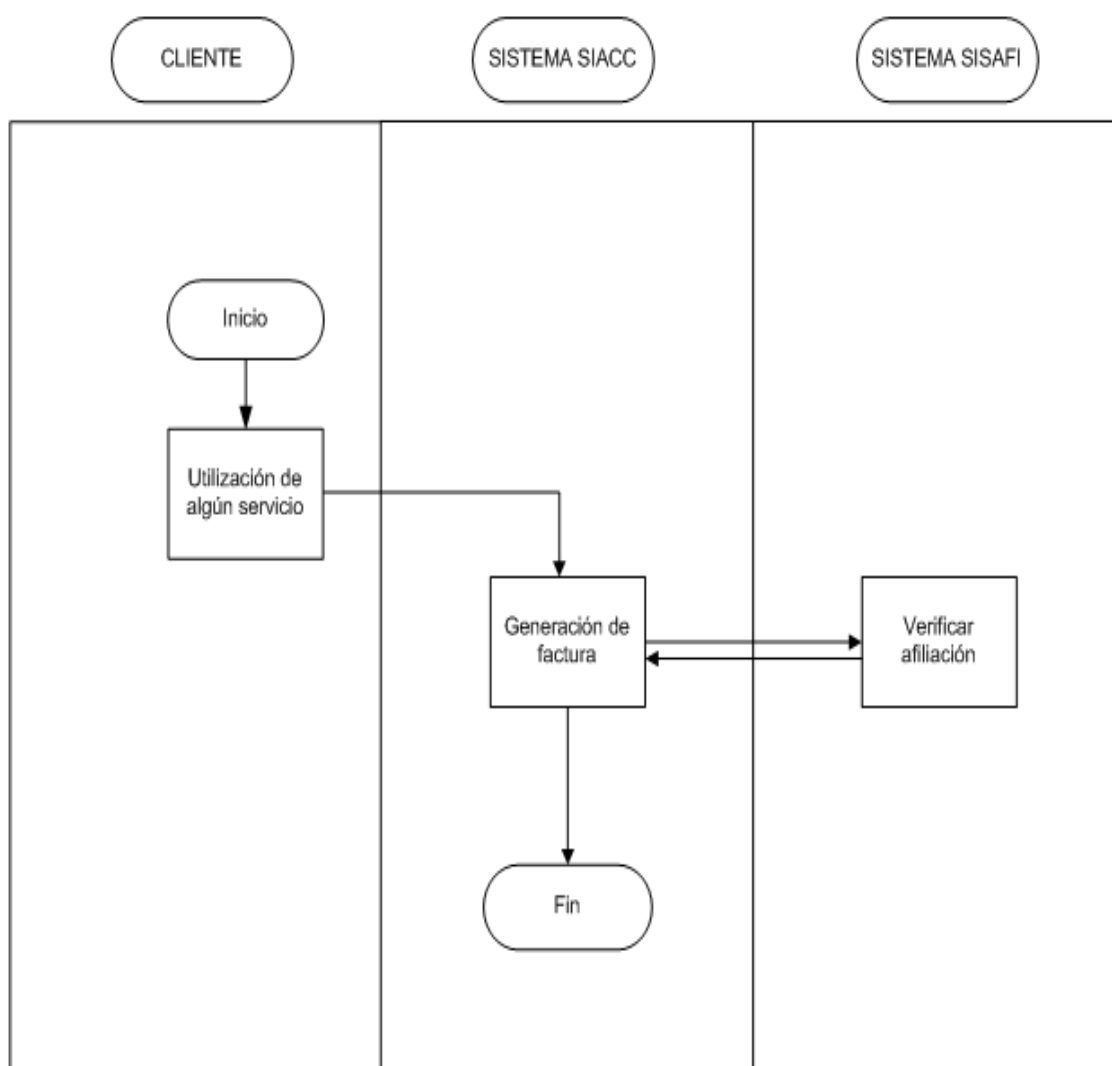 CLIENTE
SISTEMA SIACC
SISTEMA SISAFI
Inicio
Utilización de
algún servicio
Generación de
factura
Verificar
afiliación
Fin